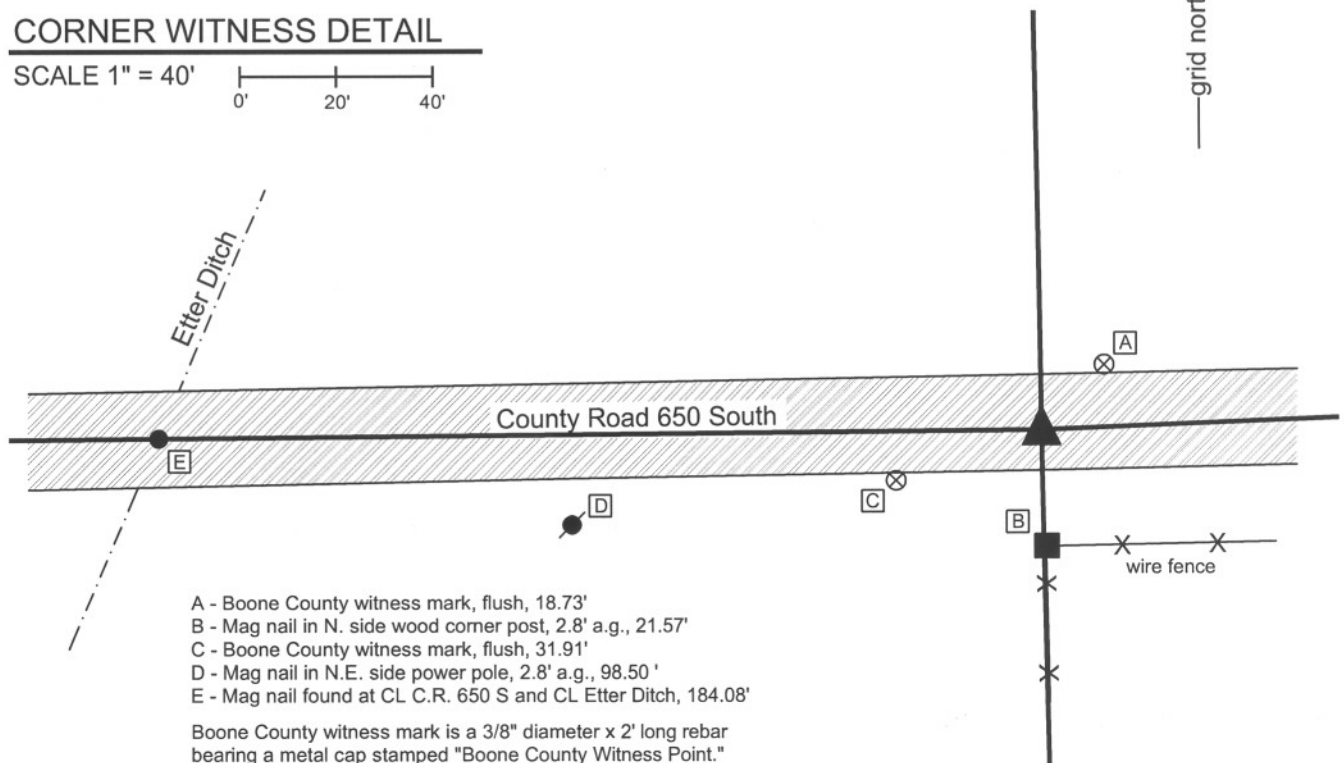 CORNER WITNESS DETAIL
SCALE 1" = 40'
0' 20' 40'
grid nort
Etter Ditch
A
County Road 650 South
E
C
D
B
wire fence
A - Boone County witness mark, flush, 18.73'
B - Mag nail in N. side wood corner post, 2.8' a.g., 21.57'
C - Boone County witness mark, flush, 31.91'
D - Mag nail in N.E. side power pole, 2.8' a.g., 98.50 '
E - Mag nail found at CL C.R. 650 S and CL Etter Ditch, 184.08'
Boone County witness mark is a 3/8" diameter x 2' long rebar
bearing a metal cap stamped "Boone County Witness Point."